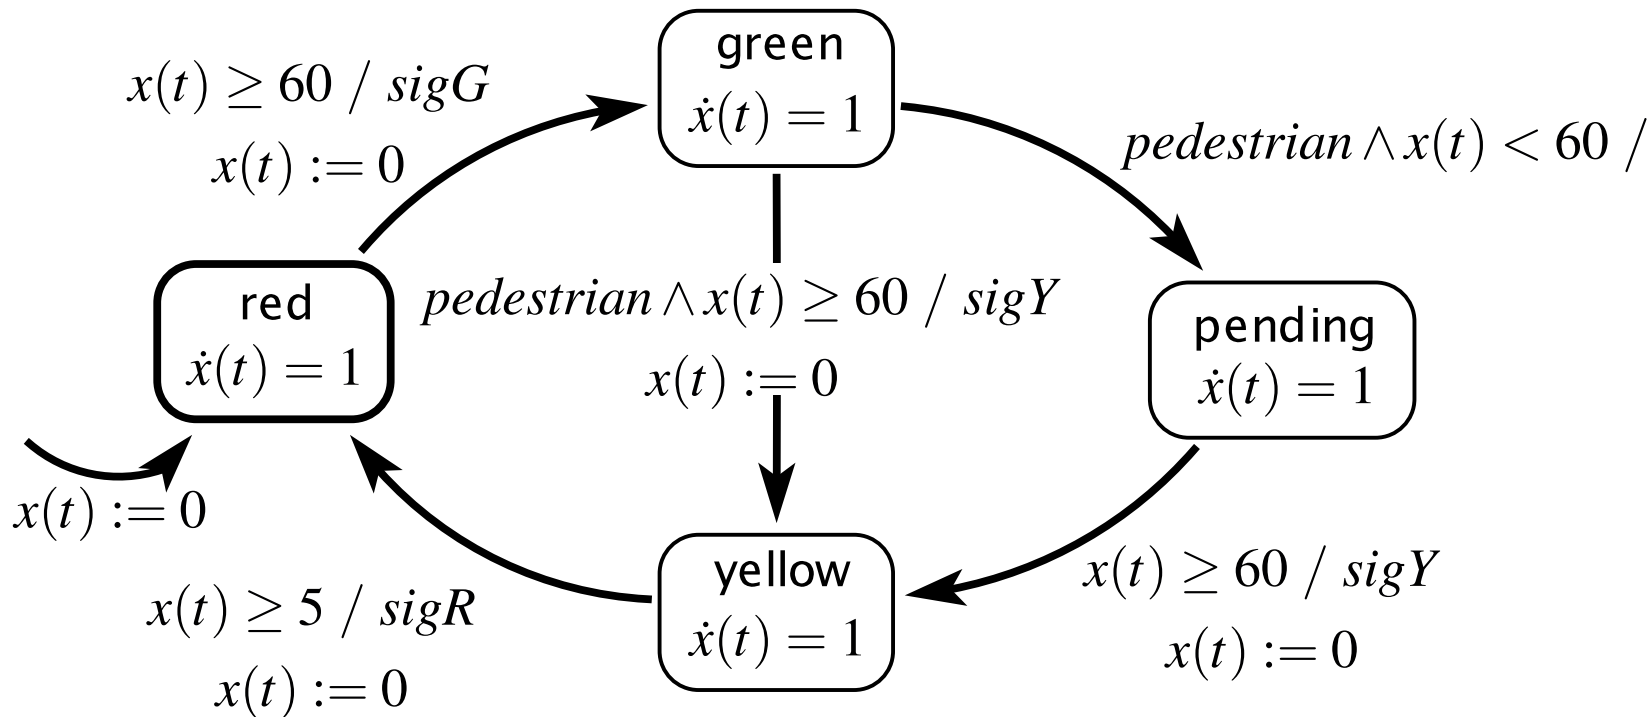 green
ẋ(t) = 1
x(t) ≥ 60 / sigG
x(t) := 0
pedestrian ∧ x(t) < 60 /
red
ẋ(t) = 1
pedestrian ∧ x(t) ≥ 60 / sigY
x(t) := 0
pending
ẋ(t) = 1
x(t) := 0
yellow
ẋ(t) = 1
x(t) ≥ 5 / sigR
x(t) := 0
x(t) ≥ 60 / sigY
x(t) := 0